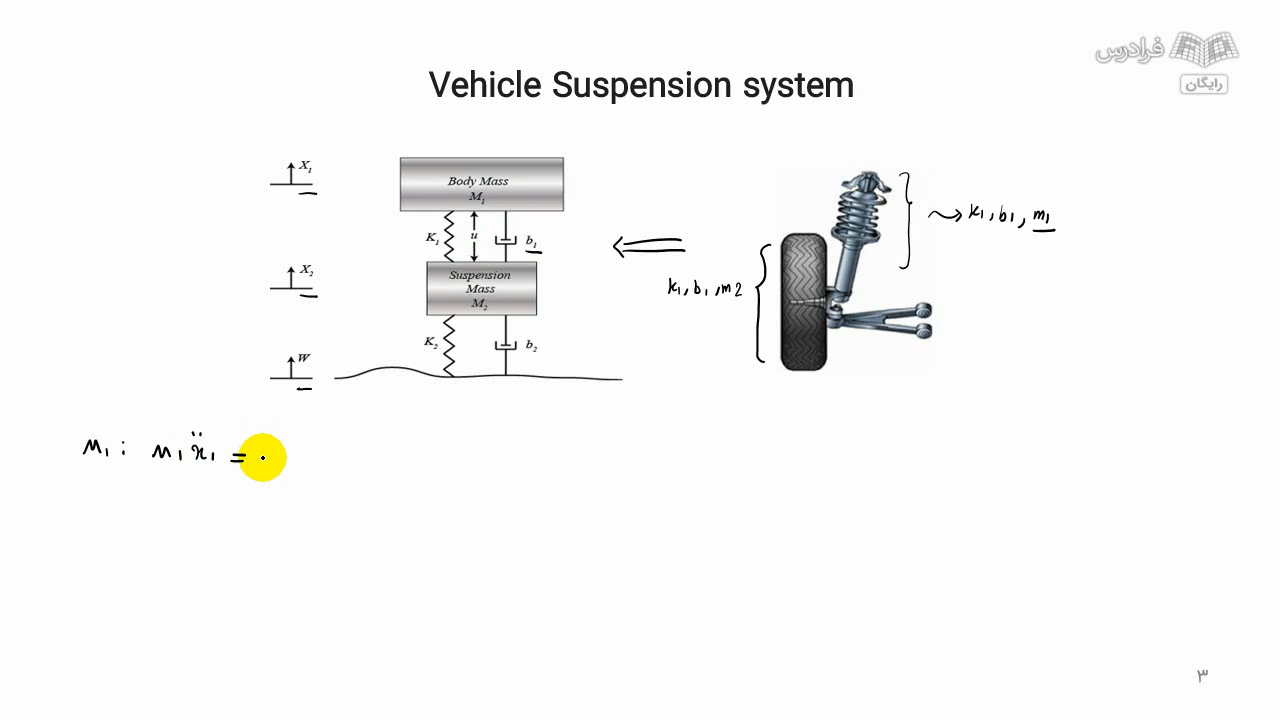 فرادرس
رایگان
Vehicle Suspension system
X₁
Body Mass
M₁
K₁
u
b₁
k₁, b₁, m₁
X₂
Suspension
Mass
M₂
k₁, b₁, m2
K₂
b₂
W
M₁ : M₁ẍ₁ =
۳